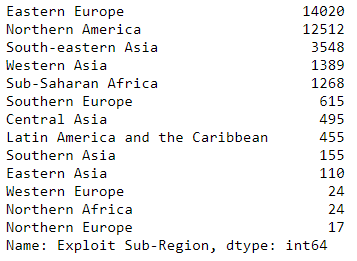 Eastern Europe 14020
Northern America 12512
South-eastern Asia 3548
Western Asia 1389
Sub-Saharan Africa 1268
Southern Europe 615
Central Asia 495
Latin America and the Caribbean 455
Southern Asia 155
Eastern Asia 110
Western Europe 24
Northern Africa 24
Northern Europe 17
Name: Exploit Sub-Region, dtype: int64